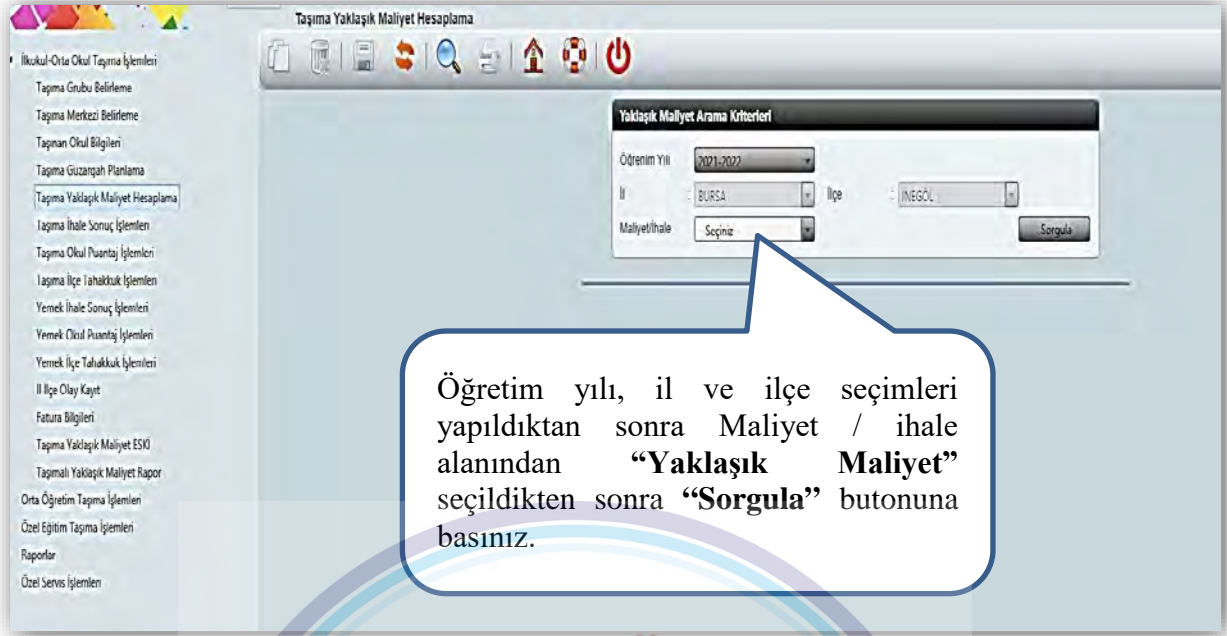 Taşıma Yaklaşık Maliyet Hesaplama
İlkokul-Orta Okul Taşıma İşlemleri
Taşıma Grubu Belirleme
Taşıma Merkezi Belirleme
Taşınan Okul Bilgileri
Taşıma Güzargah Planlama
Taşıma Yaklaşık Maliyet Hesaplama
Taşıma İhale Sonuç İşlemleri
Taşıma Okul Puantaj İşlemleri
Taşıma İlçe Tahakkuk İşlemleri
Yemek İhale Sonuç İşlemleri
Yemek Okul Puantaj İşlemleri
Yemek İlçe Tahakkuk İşlemleri
İl İlçe Olay Kayıt
Fatura Bilgileri
Taşıma Yaklaşık Maliyet ESKİ
Taşımalı Yaklaşık Maliyet Rapor
Orta Öğretim Taşıma İşlemleri
Özel Eğitim Taşıma İşlemleri
Raporlar
Özel Servis İşlemleri
Yaklaşık Maliyet Arama Kriterleri
Öğrenim Yılı 2021-2022
İl : BURSA İlçe : İNEGÖL
Maliyet/İhale Seçiniz Sorgula
Öğretim yılı, il ve ilçe seçimleri
yapıldıktan sonra Maliyet / ihale
alanından “Yaklaşık Maliyet”
seçildikten sonra “Sorgula” butonuna
basınız.